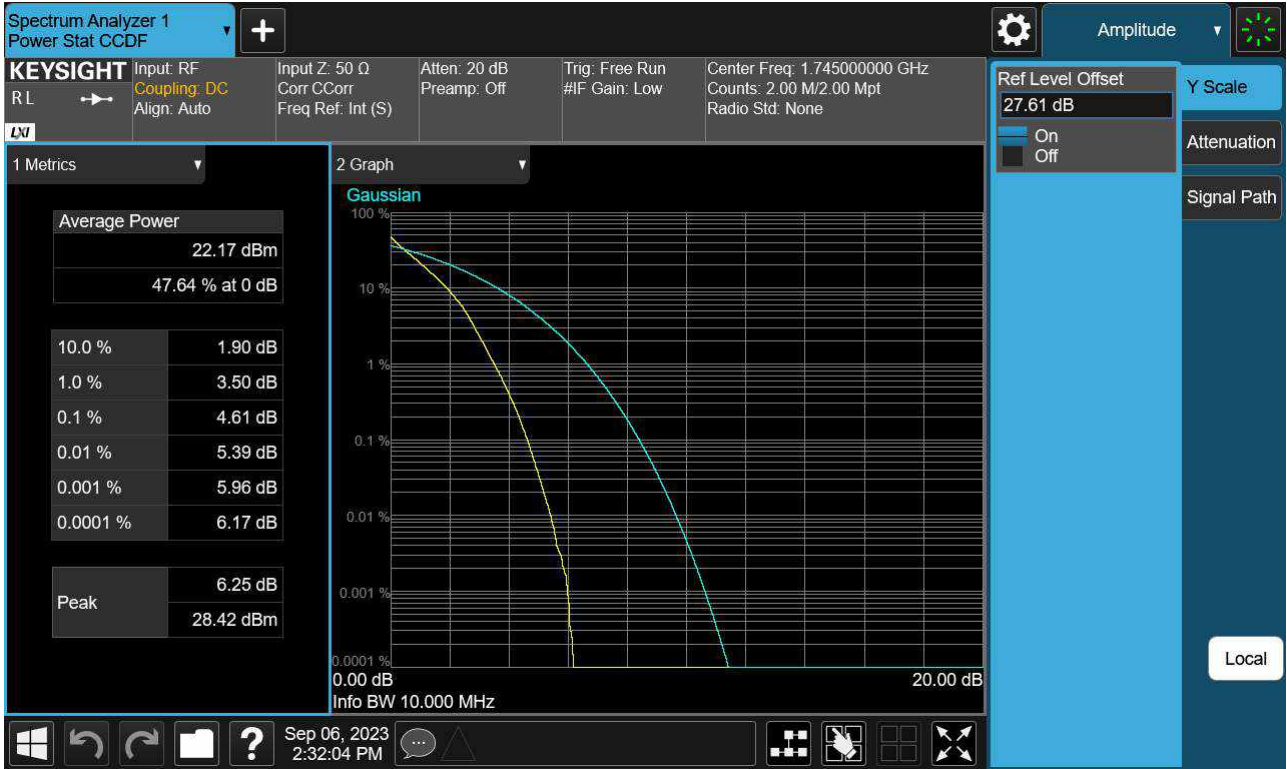 Spectrum Analyzer 1
Power Stat CCDF
Amplitude
KEYSIGHT
R L
LXI
Input: RF
Coupling: DC
Align: Auto
Input Z: 50 Ω
Corr CCorr
Freq Ref: Int (S)
Atten: 20 dB
Preamp: Off
Trig: Free Run
#IF Gain: Low
Center Freq: 1.745000000 GHz
Counts: 2.00 M/2.00 Mpt
Radio Std: None
Ref Level Offset
27.61 dB
On
Off
Y Scale
Attenuation
Signal Path
Local
1 Metrics
Average Power
22.17 dBm
47.64 % at 0 dB
10.0 % 1.90 dB
1.0 % 3.50 dB
0.1 % 4.61 dB
0.01 % 5.39 dB
0.001 % 5.96 dB
0.0001 % 6.17 dB
Peak
6.25 dB
28.42 dBm
2 Graph
Gaussian
100 %
10 %
1 %
0.1 %
0.01 %
0.001 %
0.0001 %
0.00 dB 20.00 dB
Info BW 10.000 MHz
?
Sep 06, 2023
2:32:04 PM